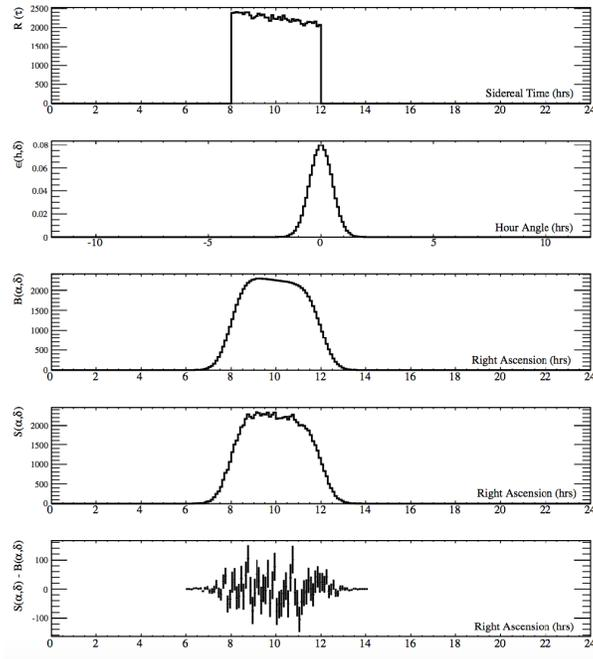 R (τ)
2500
2000
1500
1000
500
0
Sidereal Time (hrs)
0 2 4 6 8 10 12 14 16 18 20 22 24
ε(h,δ)
0.08
0.06
0.04
0.02
0
Hour Angle (hrs)
-10 -5 0 5 10
B(α,δ)
2000
1500
1000
500
0
Right Ascension (hrs)
0 2 4 6 8 10 12 14 16 18 20 22 24
S(α,δ)
2000
1500
1000
500
0
Right Ascension (hrs)
0 2 4 6 8 10 12 14 16 18 20 22 24
S(α,δ) - B(α,δ)
100
0
-100
Right Ascension (hrs)
0 2 4 6 8 10 12 14 16 18 20 22 24